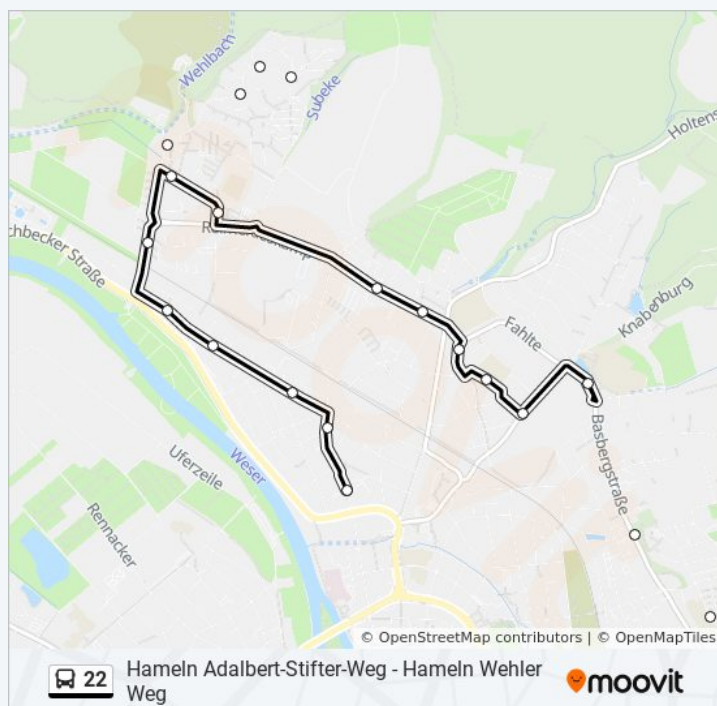 Wehlbach
Subeke
Holtens
chbecker Straße
Knabenburg
Fahlte
Basbergstraße
Uferzeile
Weser
Rennacker
© OpenStreetMap contributors | © OpenMapTiles
22
Hameln Adalbert-Stifter-Weg - Hameln Wehler
Weg
moovit